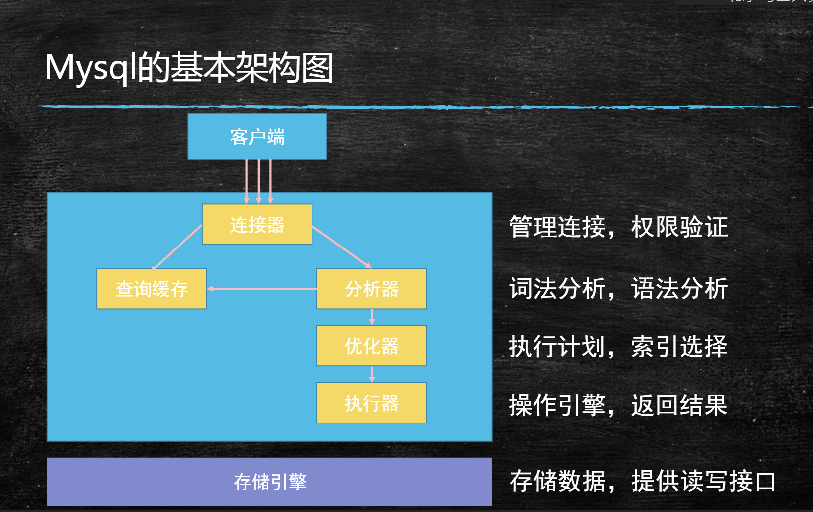 Mysql的基本架构图
客户端
连接器
管理连接，权限验证
查询缓存
分析器
词法分析，语法分析
优化器
执行计划，索引选择
执行器
操作引擎，返回结果
存储引擎
存储数据，提供读写接口